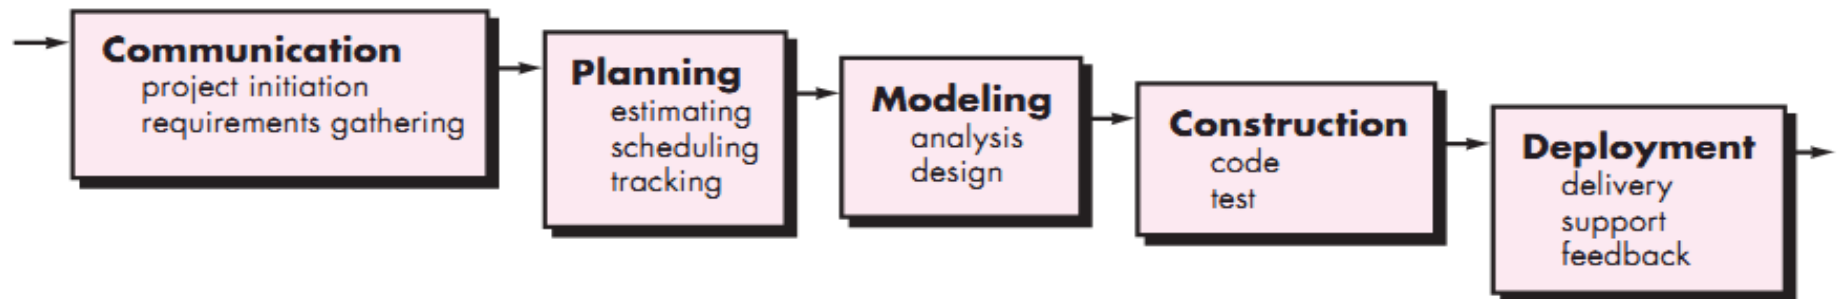 Communication
project initiation
requirements gathering
Planning
estimating
scheduling
tracking
Modeling
analysis
design
Construction
code
test
Deployment
delivery
support
feedback